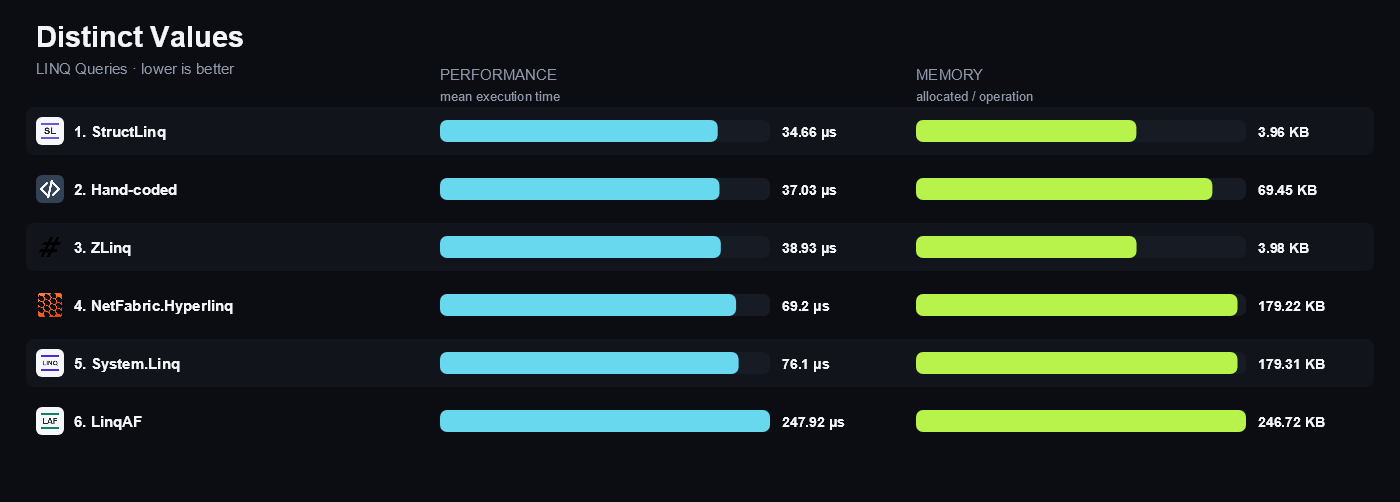 Distinct Values
LINQ Queries · lower is better
PERFORMANCE
mean execution time
MEMORY
allocated / operation
SL 1. StructLinq 34.66 µs 3.96 KB
</> 2. Hand-coded 37.03 µs 69.45 KB
# 3. ZLinq 38.93 µs 3.98 KB
4. NetFabric.Hyperlinq 69.2 µs 179.22 KB
LINQ 5. System.Linq 76.1 µs 179.31 KB
LAF 6. LinqAF 247.92 µs 246.72 KB